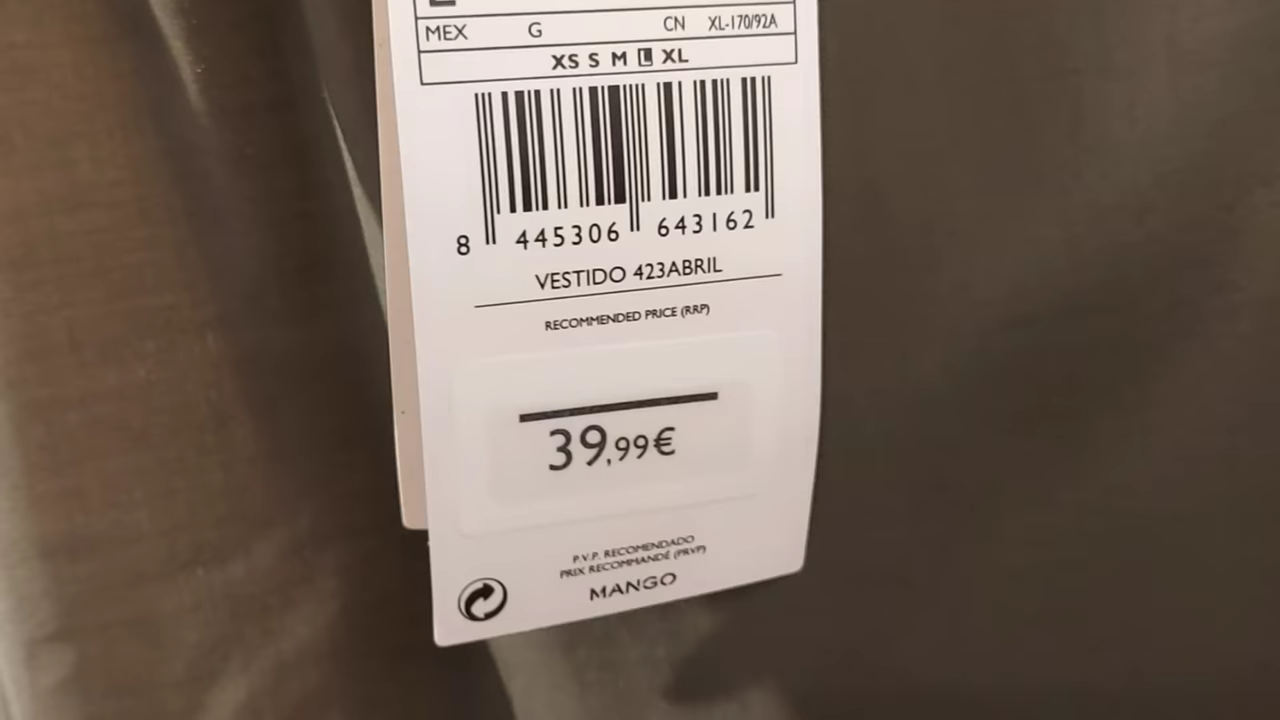 MEX G CN XL-170/92A
XS S M L XL
8 445306 643162
VESTIDO 423ABRIL
RECOMMENDED PRICE (RRP)
39,99€
P.V.P. RECOMENDADO
PRIX RECOMMANDÉ (PRVP)
MANGO